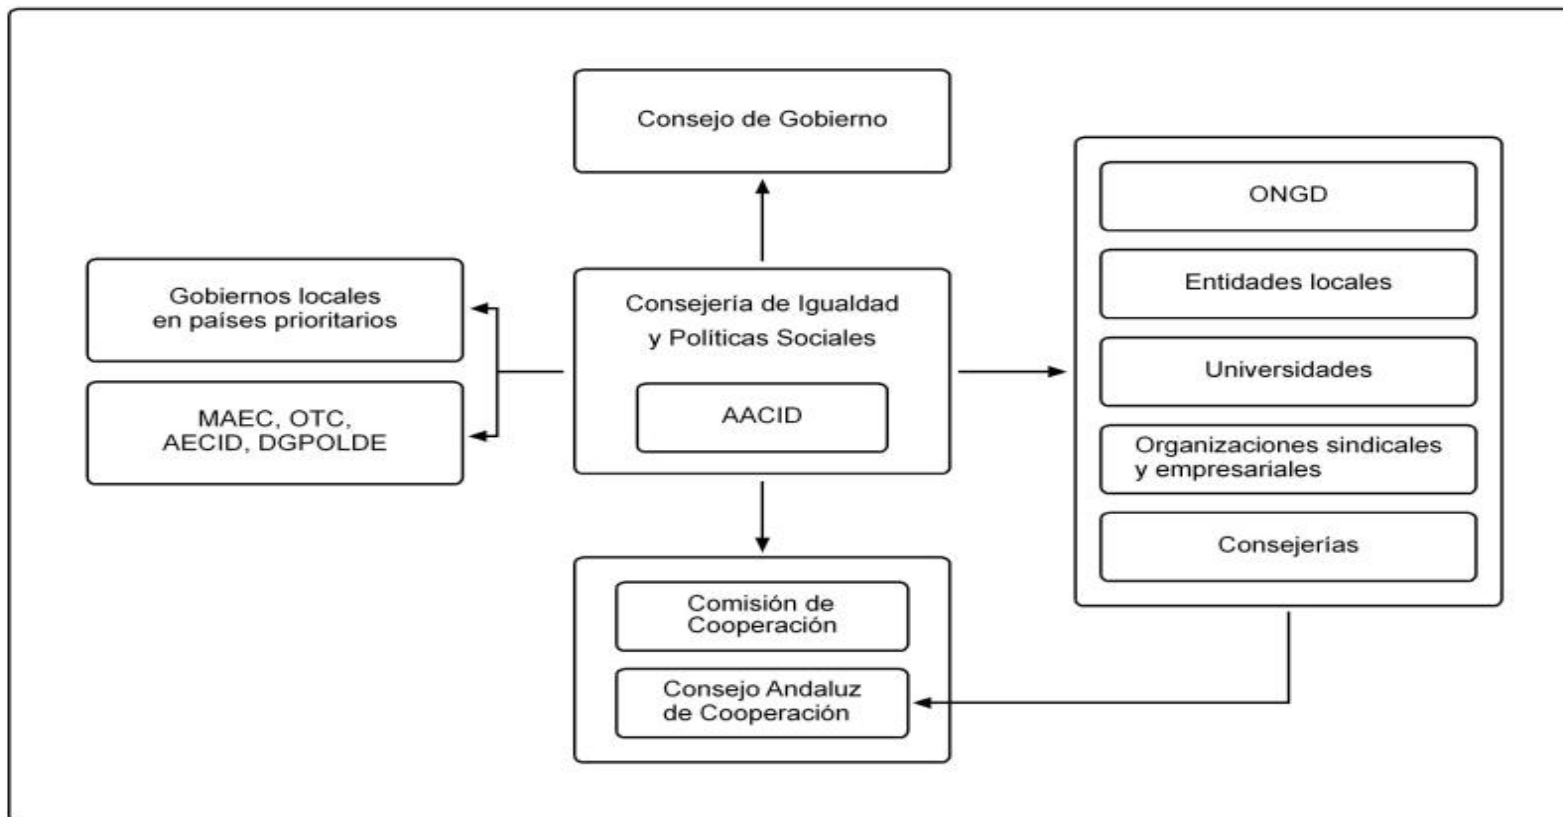 Consejo de Gobierno
Gobiernos locales
en países prioritarios
MAEC, OTC,
AECID, DGPOLDE
Consejería de Igualdad
y Políticas Sociales
AACID
ONGD
Entidades locales
Universidades
Organizaciones sindicales
y empresariales
Consejerías
Comisión de
Cooperación
Consejo Andaluz
de Cooperación